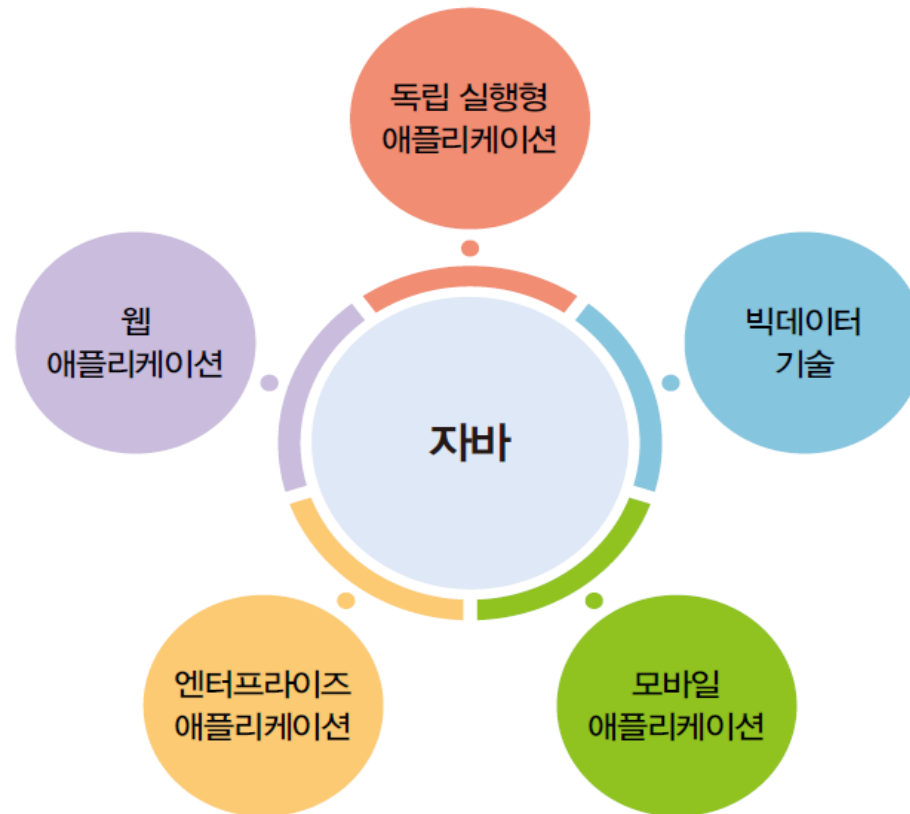 독립 실행형
애플리케이션
웹
애플리케이션
빅데이터
기술
자바
엔터프라이즈
애플리케이션
모바일
애플리케이션